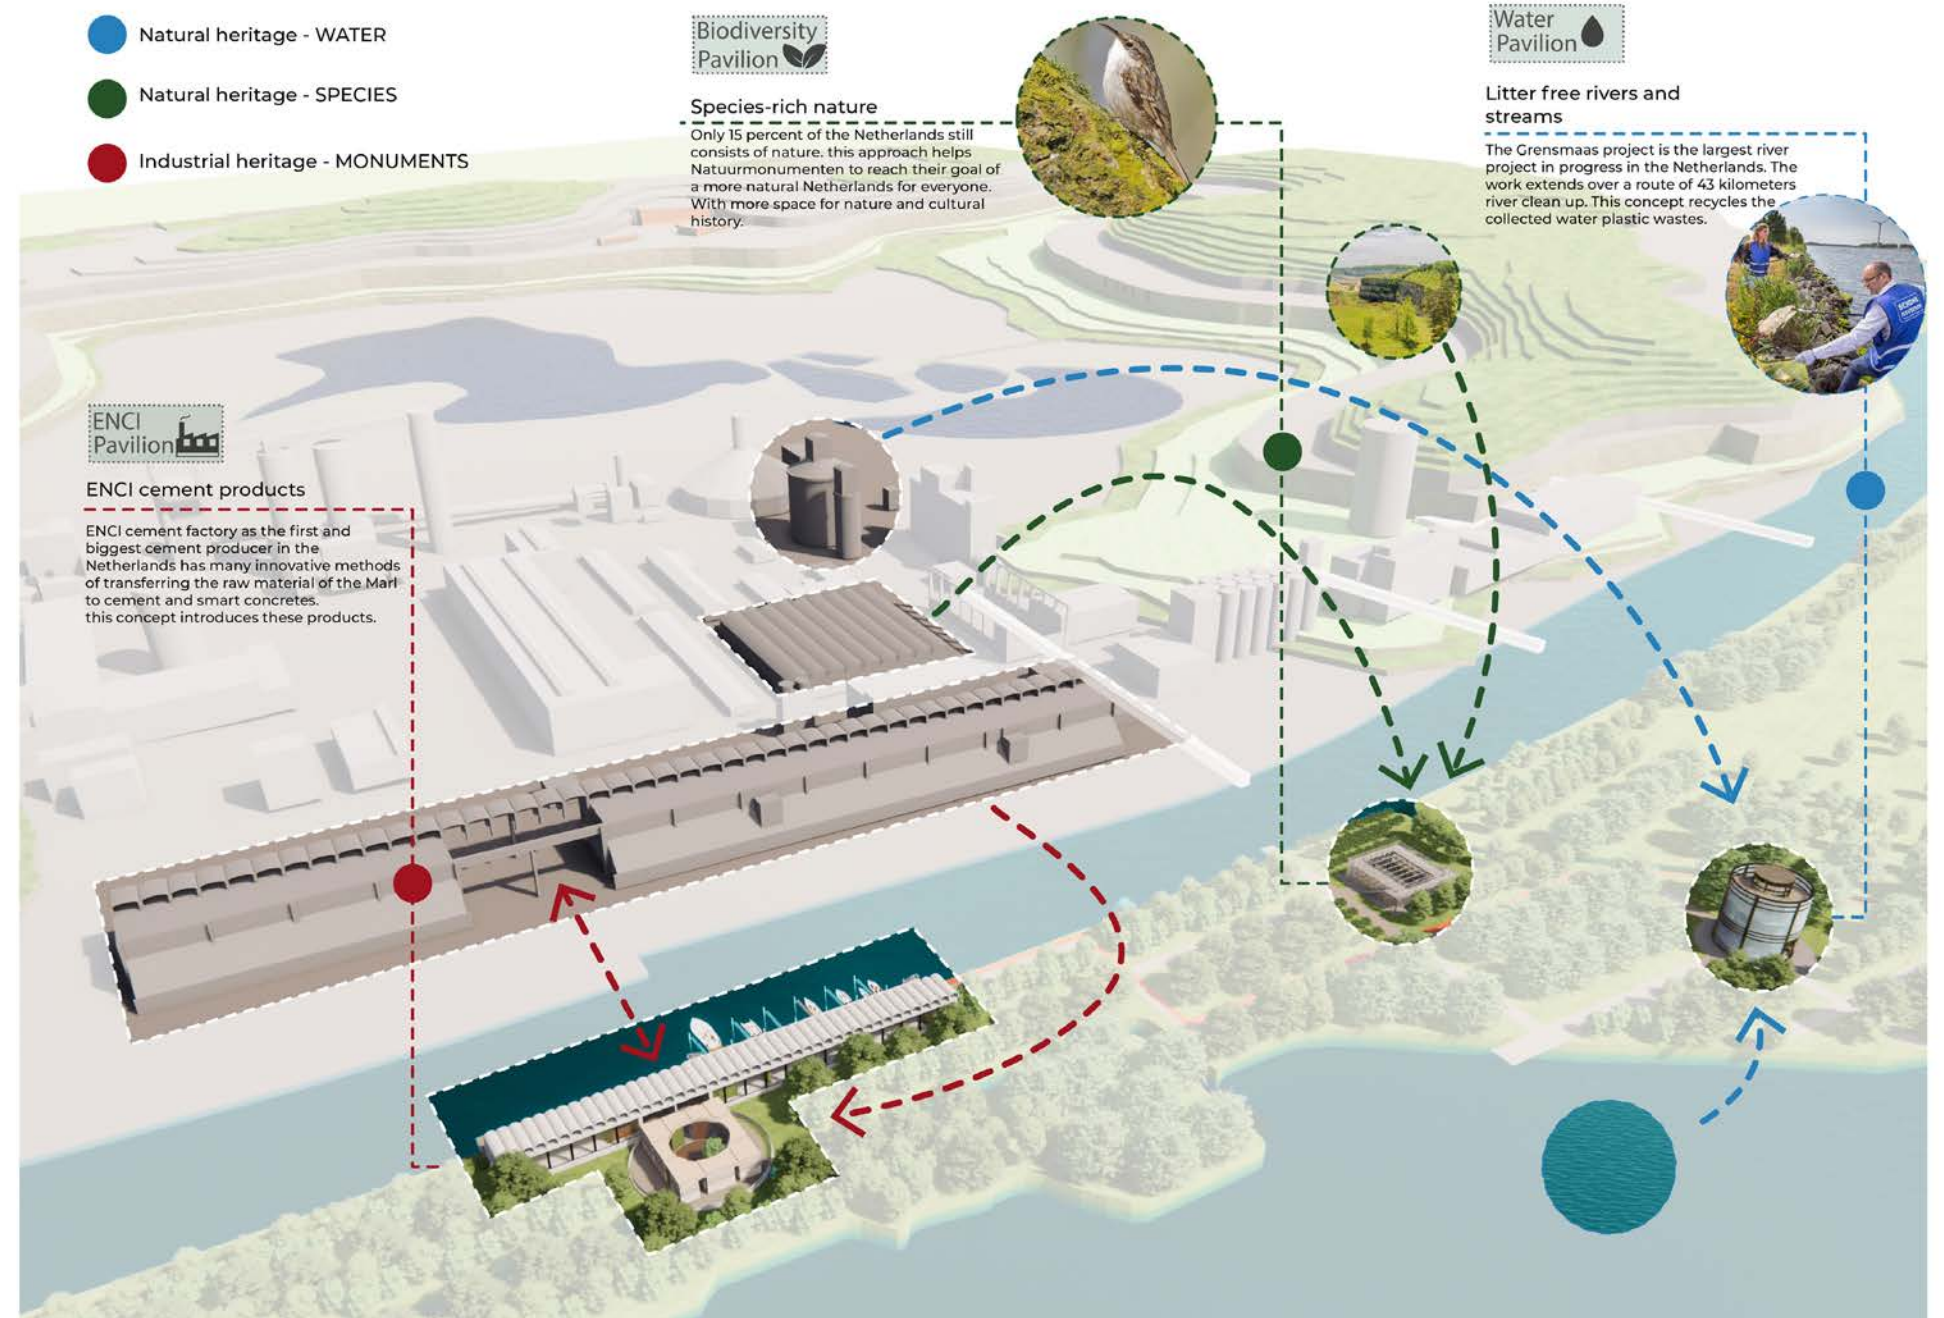 Natural heritage - WATER
Natural heritage - SPECIES
Industrial heritage - MONUMENTS
Biodiversity
Pavilion
Species-rich nature
Only 15 percent of the Netherlands still
consists of nature. this approach helps
Natuurmonumenten to reach their goal of
a more natural Netherlands for everyone.
With more space for nature and cultural
history.
Water
Pavilion
Litter free rivers and
streams
The Grensmaas project is the largest river
project in progress in the Netherlands. The
work extends over a route of 43 kilometers
river clean up. This concept recycles the
collected water plastic wastes.
ENCI
Pavilion
ENCI cement products
ENCI cement factory as the first and
biggest cement producer in the
Netherlands has many innovative methods
of transferring the raw material of the Marl
to cement and smart concretes.
this concept introduces these products.